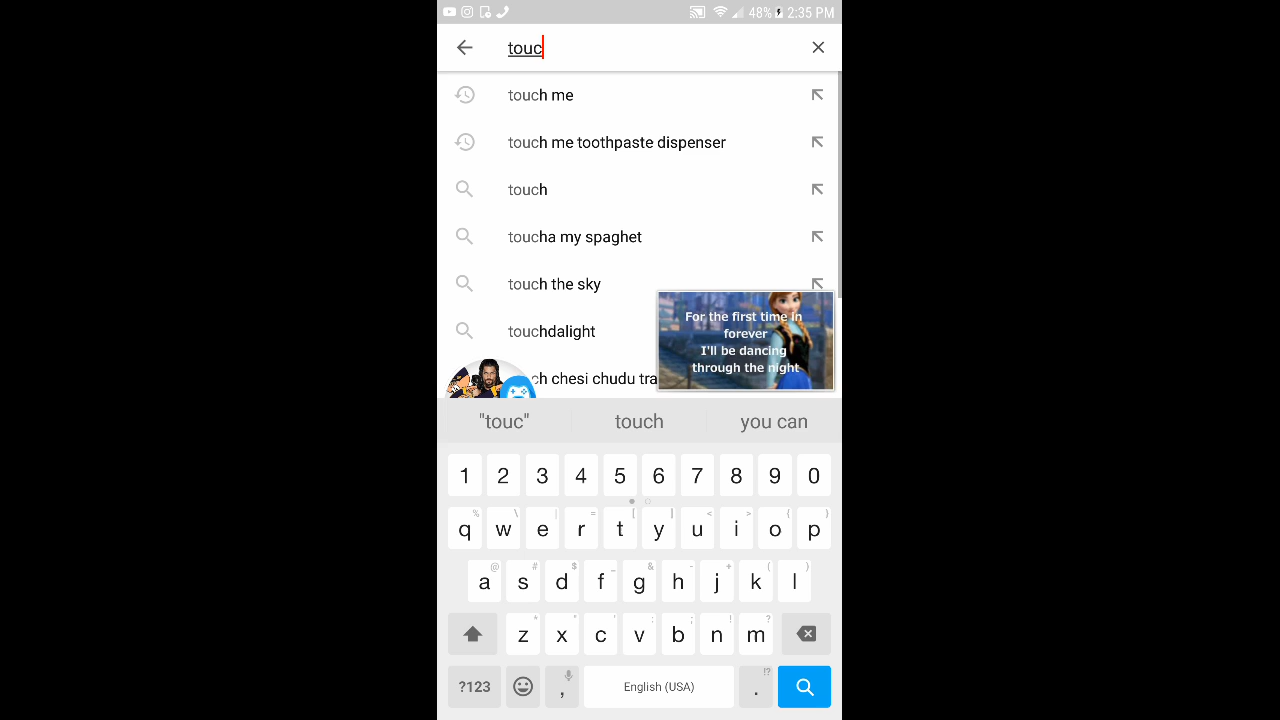 48% 2:35 PM
touc
touch me
touch me toothpaste dispenser
touch
toucha my spaghet
touch the sky
touchdalight
ch chesi chudu tra
For the first time in
forever
I'll be dancing
through the night
"touc" touch you can
1 2 3 4 5 6 7 8 9 0
% \ | = [ ] < > { }
q w e r t y u i o p
@ # $ _ & - + ( )
a s d f g h j k l
* " ' : ; ! ?
z x c v b n m
?123 , English (USA) . !?